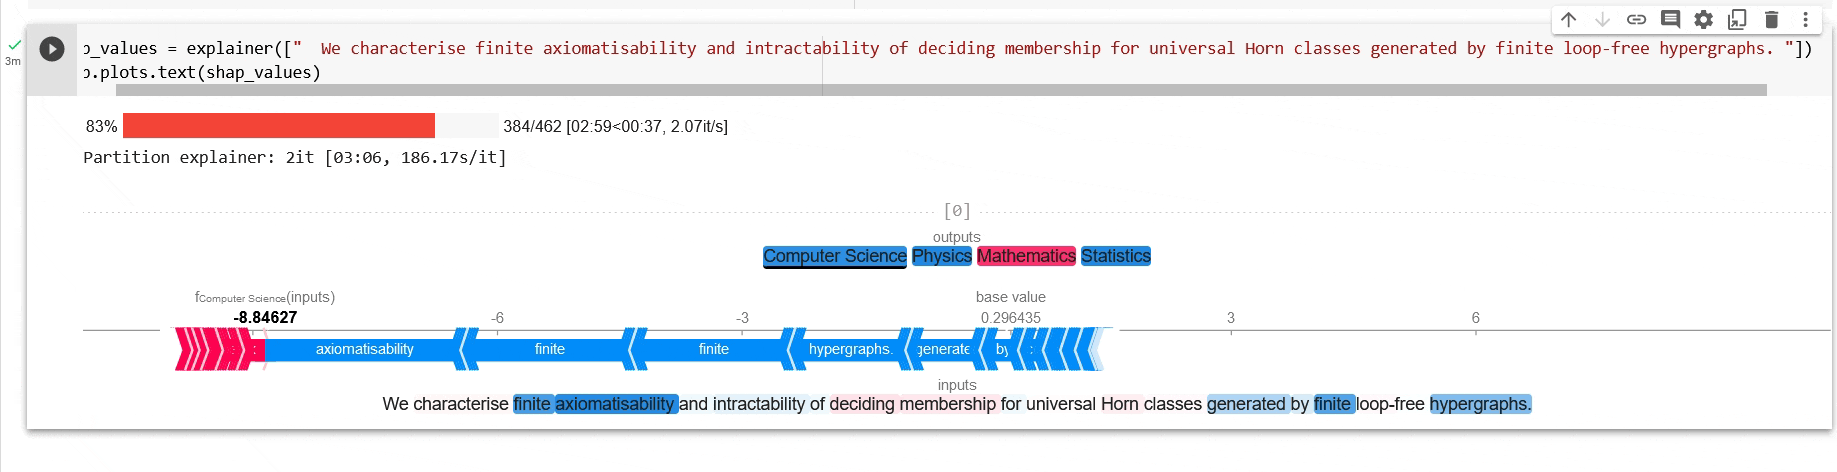 p_values = explainer(["  We characterise finite axiomatisability and intractability of deciding membership for universal Horn classes generated by finite loop-free hypergraphs. "])
p.plots.text(shap_values)
3m
83% 384/462 [02:59<00:37, 2.07it/s]
Partition explainer: 2it [03:06, 186.17s/it]
[0]
outputs
Computer Science Physics Mathematics Statistics
fComputer Science(inputs) base value
-8.84627 -6 -3 0.296435 3 6
axiomatisability finite finite hypergraphs. generate by
inputs
We characterise finite axiomatisability and intractability of deciding membership for universal Horn classes generated by finite loop-free hypergraphs.